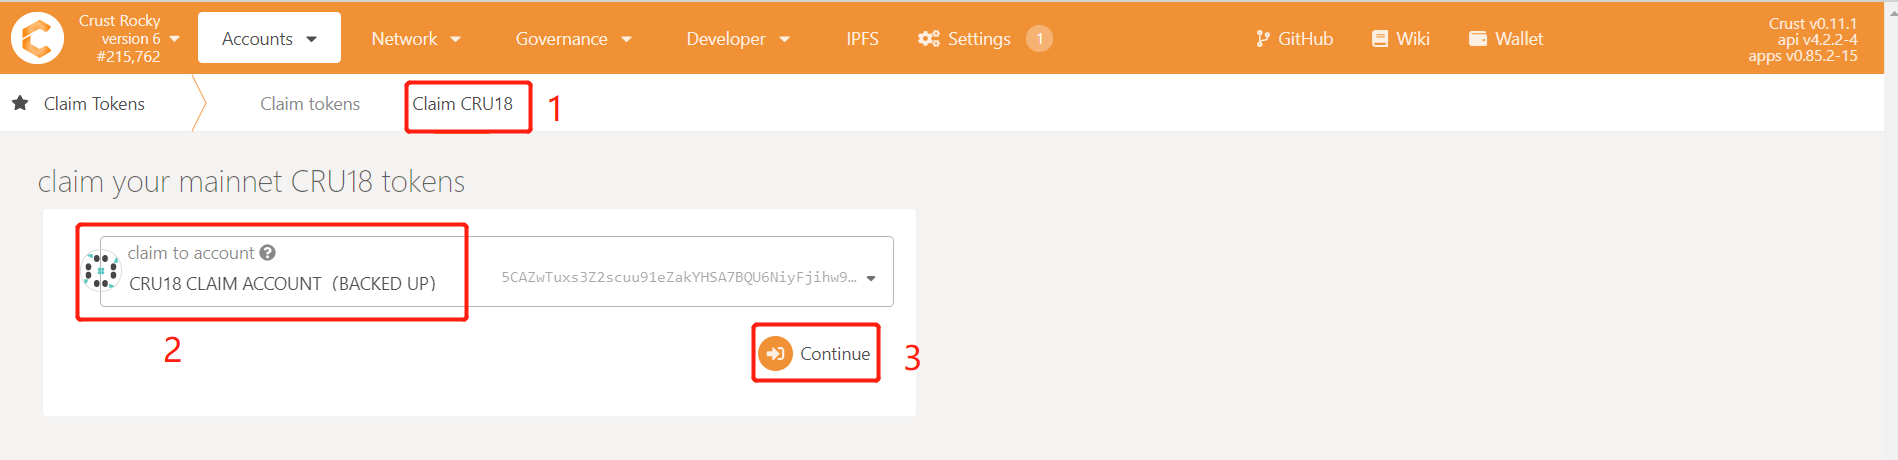 Crust Rocky
version 6
#215,762
Accounts
Network
Governance
Developer
IPFS
Settings
1
GitHub
Wiki
Wallet
Crust v0.11.1
api v4.2.2-4
apps v0.85.2-15
Claim Tokens
Claim tokens
Claim CRU18
1
claim your mainnet CRU18 tokens
claim to account
CRU18 CLAIM ACCOUNT（BACKED UP）
5CAZwTuxs3Z2scuu91eZakYHSA7BQU6NiyFjihw9…
2
Continue
3